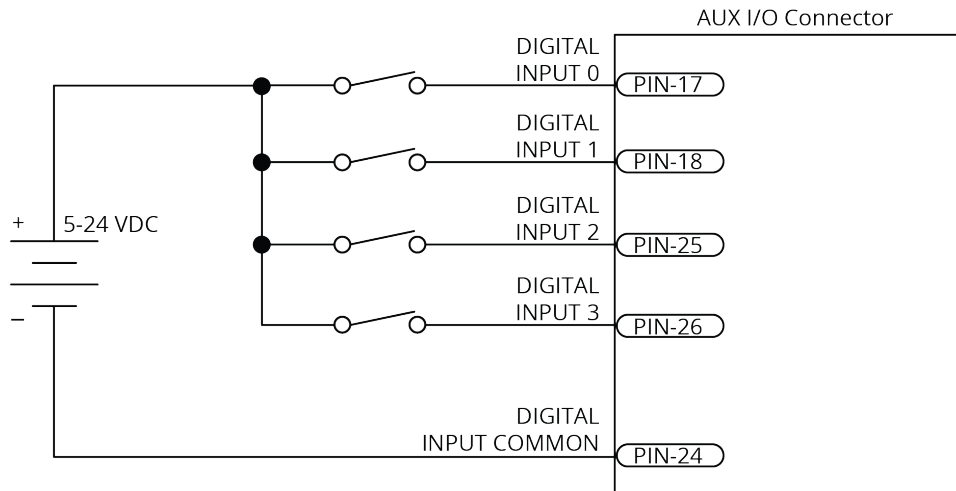 AUX I/O Connector
DIGITAL
INPUT 0
PIN-17
DIGITAL
INPUT 1
PIN-18
DIGITAL
INPUT 2
PIN-25
+
5-24 VDC
DIGITAL
INPUT 3
PIN-26
–
DIGITAL
INPUT COMMON
PIN-24